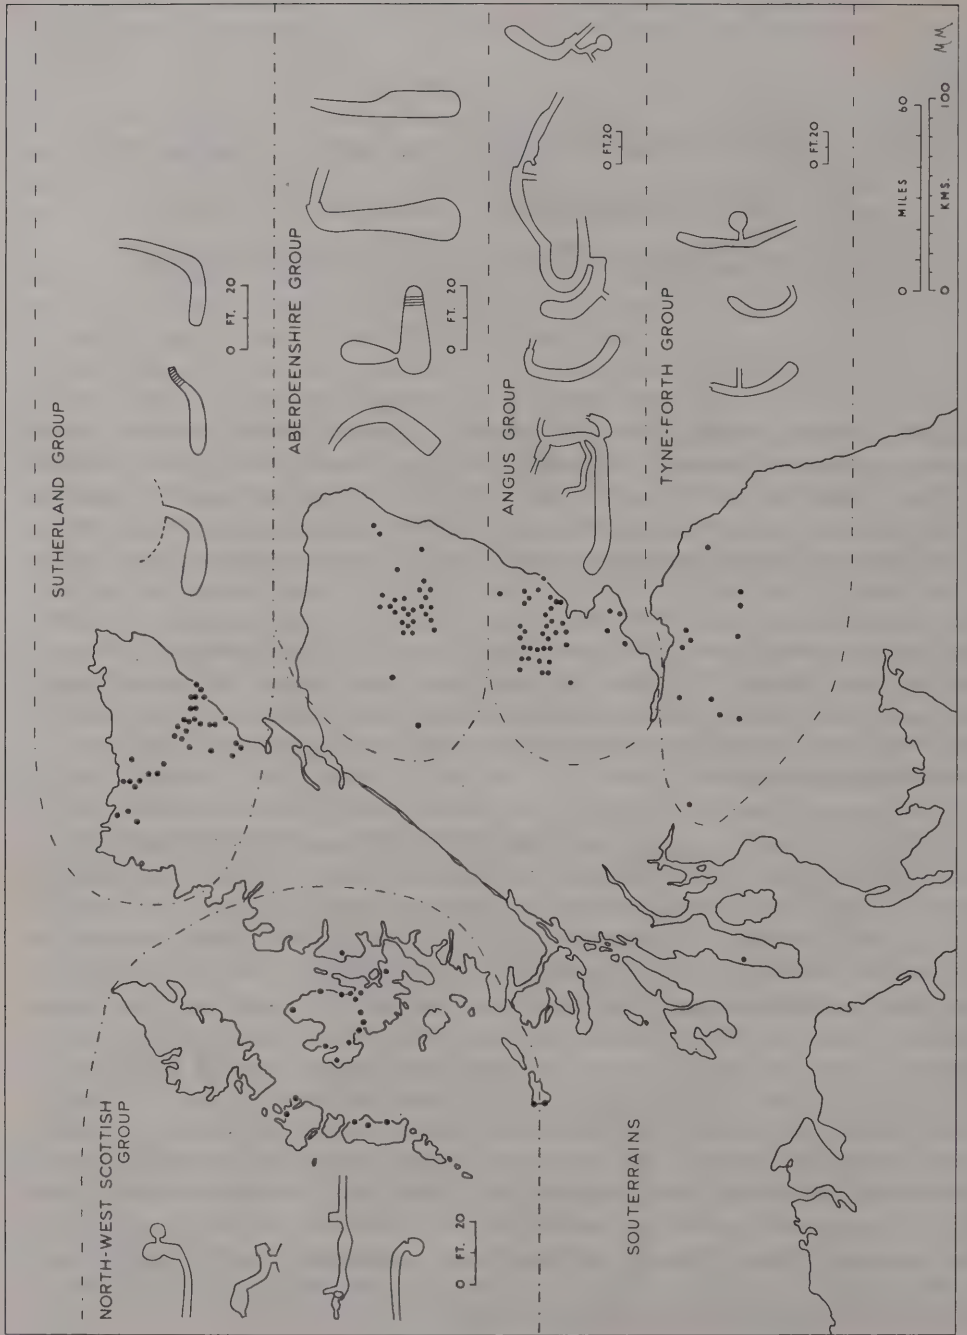 SUTHERLAND GROUP
0 FT. 20
ABERDEENSHIRE GROUP
0 FT. 20
ANGUS GROUP
0 FT.20
TYNE-FORTH GROUP
0 FT.20
MILES
0 60
0 100
KMS.
MM.
NORTH-WEST SCOTTISH
GROUP
0 FT. 20
SOUTERRAINS